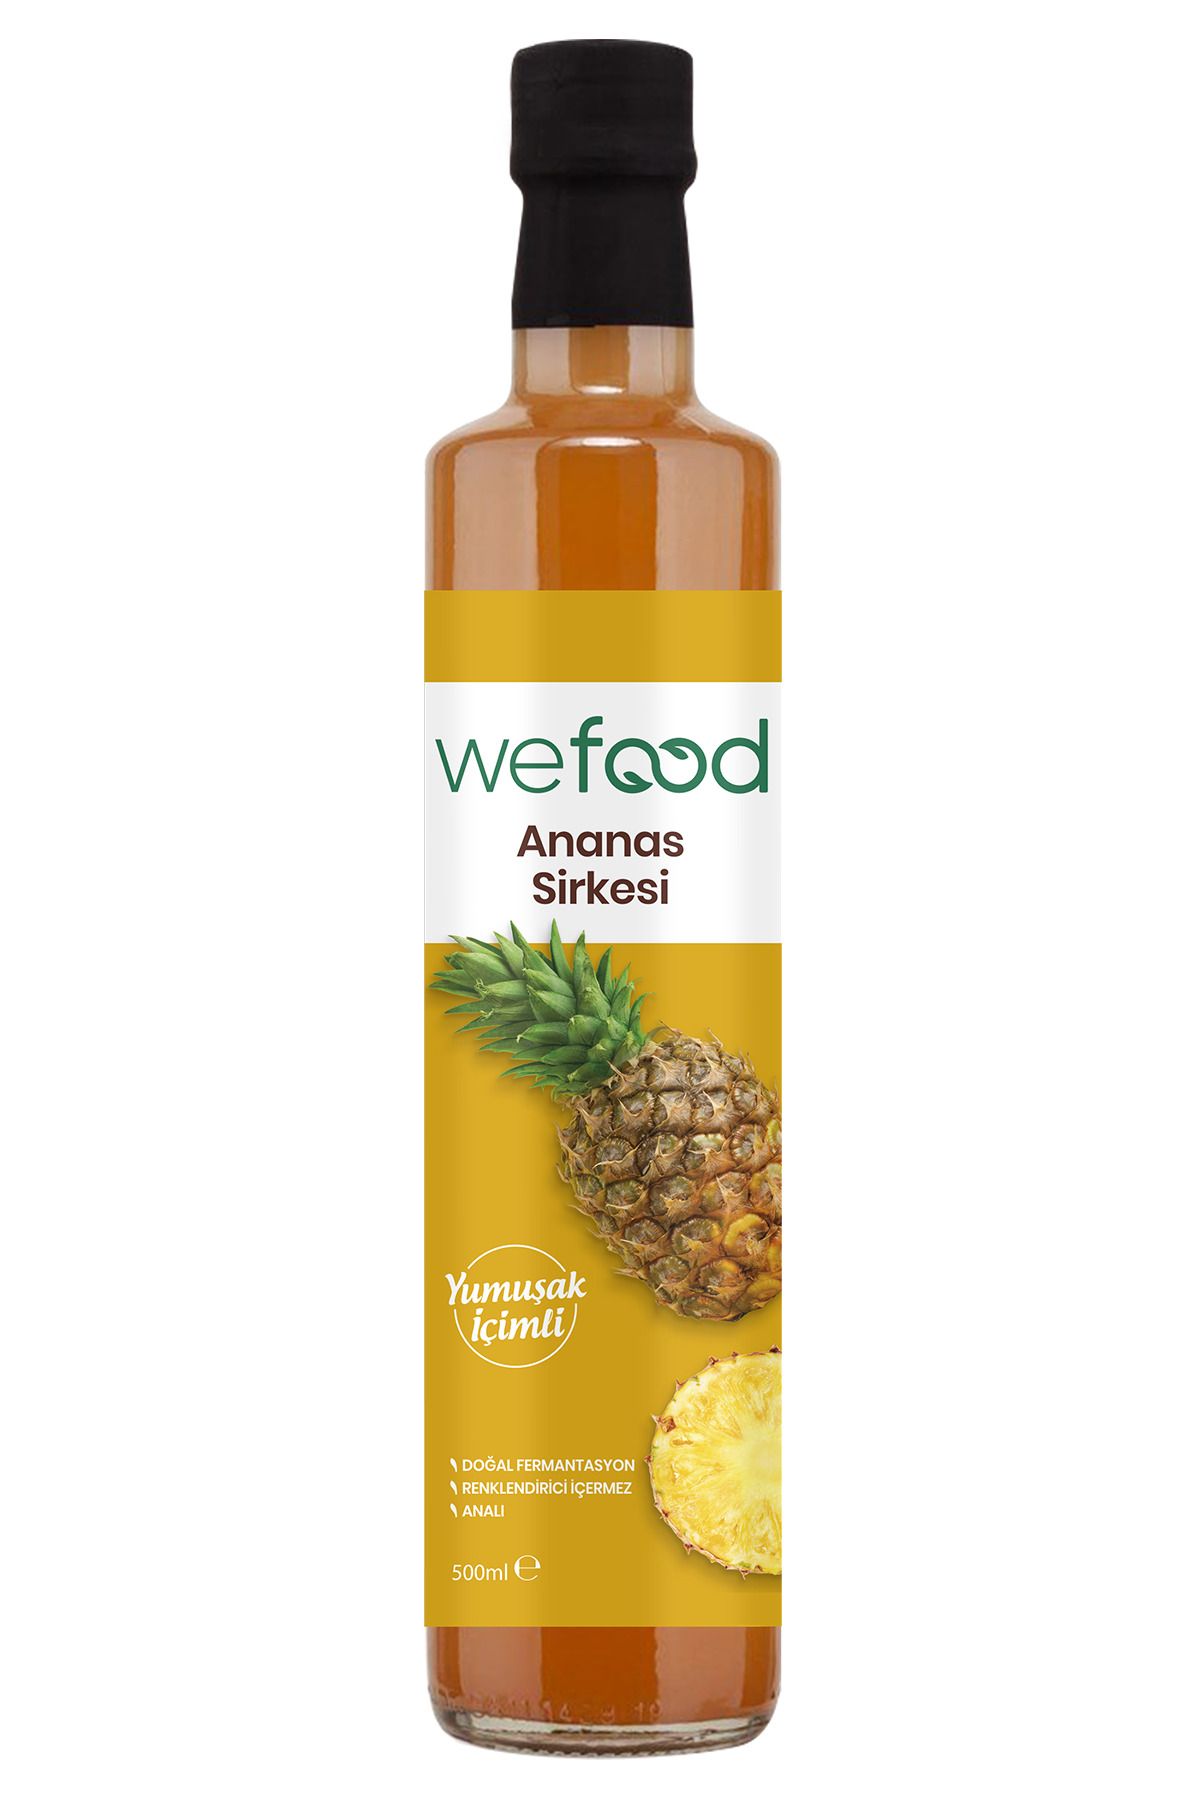 wefood
Ananas
Sirkesi
Yumuşak
içimli
DOĞAL FERMANTASYON
RENKLENDİRİCİ İÇERMEZ
ANALI
500ml ℮